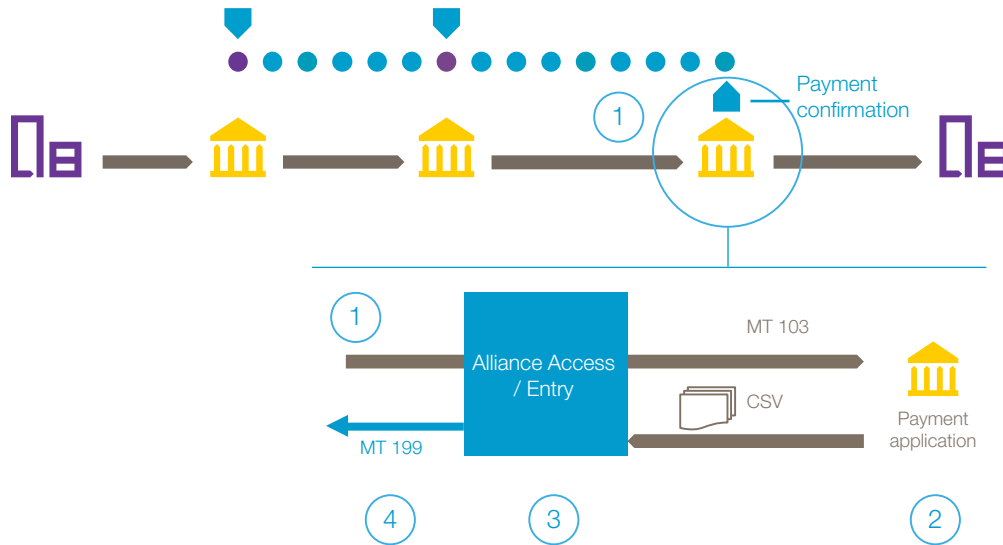 Payment
confirmation
1
1
MT 103
Alliance Access
/ Entry
CSV
Payment
application
MT 199
4
3
2